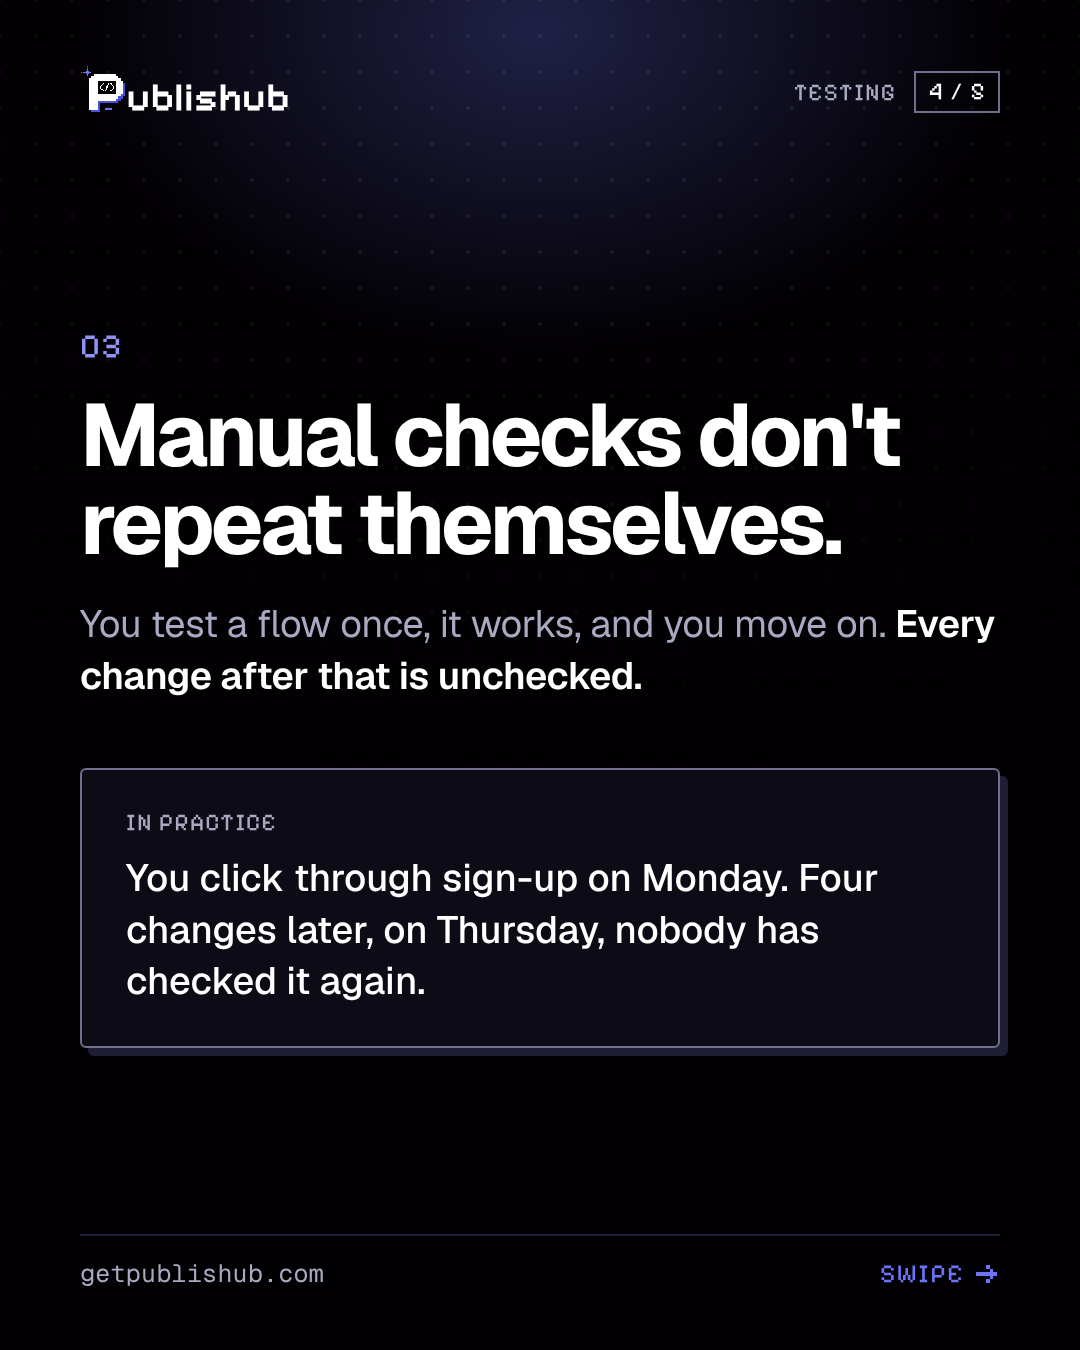 Publishub
TESTING
4 / 8
03
Manual checks don't
repeat themselves.
You test a flow once, it works, and you move on. Every
change after that is unchecked.
IN PRACTICE
You click through sign-up on Monday. Four
changes later, on Thursday, nobody has
checked it again.
getpublishub.com
SWIPE →